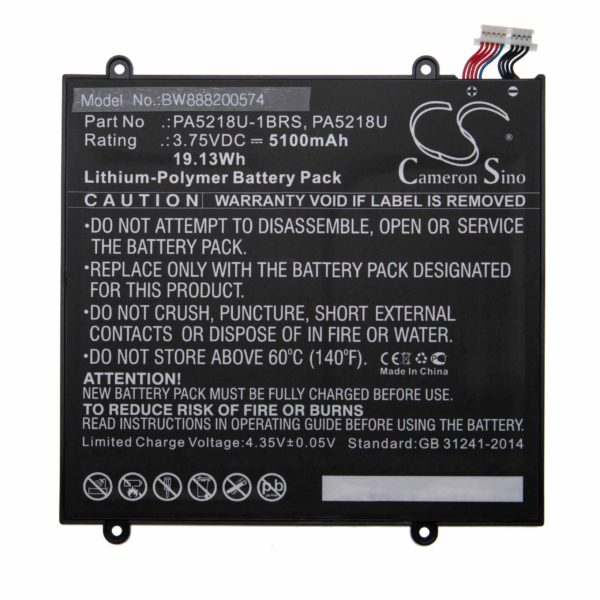 Model No.:BW888200574
Part No .:PA5218U-1BRS, PA5218U
Rating .:3.75VDC ⎓ 5100mAh
19.13Wh
Lithium-Polymer Battery Pack
CS
Cameron Sino
CAUTION WARRANTY VOID IF LABEL IS REMOVED
•DO NOT ATTEMPT TO DISASSEMBLE, OPEN OR SERVICE
THE BATTERY PACK.
•REPLACE ONLY WITH THE BATTERY PACK DESIGNATED
FOR THIS PRODUCT.
•DO NOT CRUSH, PUNCTURE, SHORT EXTERNAL
CONTACTS OR DISPOSE OF IN FIRE OR WATER.
•DO NOT STORE ABOVE 60°C (140°F).
Made In China
ATTENTION!
NEW BATTERY PACK MUST BE FULLY CHARGED BEFORE USE.
TO REDUCE RISK OF FIRE OR BURNS
PLEASE READ OPERATING INSTRUCTIONS CAREFULLY BEFORE USE.
Limited Charge Voltage:4.35V±0.05V Standard:GB 31241-2014